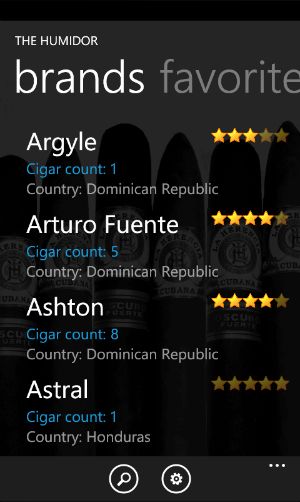 THE HUMIDOR
brands favorite
Argyle
Cigar count: 1
Country: Dominican Republic
Arturo Fuente
Cigar count: 5
Country: Dominican Republic
Ashton
Cigar count: 8
Country: Dominican Republic
Astral
Cigar count: 1
Country: Honduras